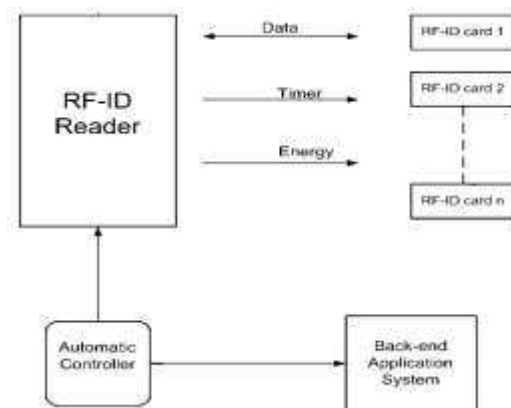 RF-ID
Reader
Data
Timer
Energy
RF-ID card 1
RF-ID card 2
RF-ID card n
Automatic
Controller
Back-end
Application
System